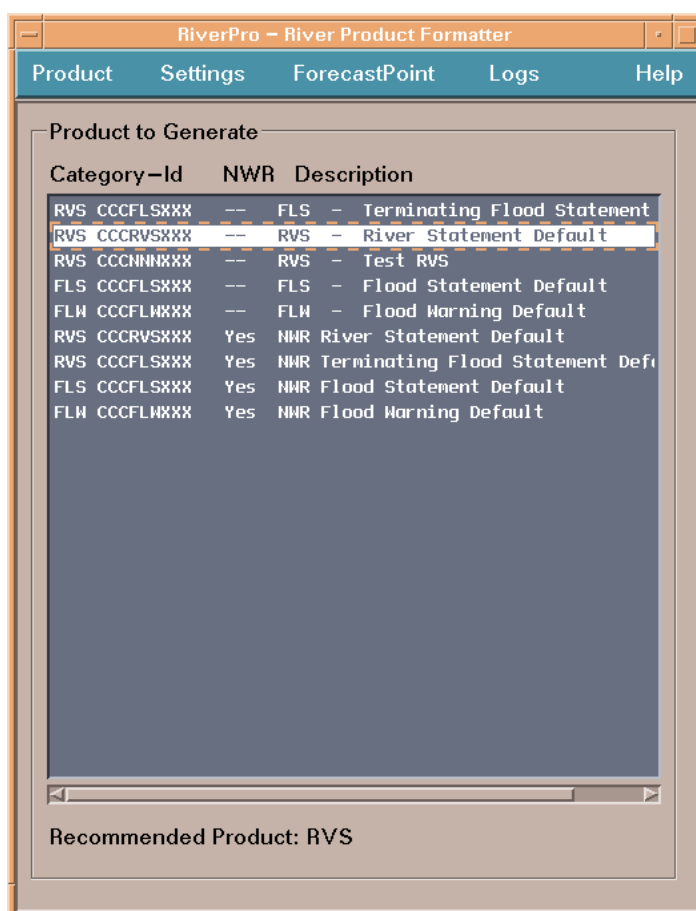 RiverPro – River Product Formatter
Product Settings ForecastPoint Logs Help
Product to Generate
Category–Id NWR Description
RVS CCCFLSXXX -- FLS - Terminating Flood Statement
RVS CCCRVSXXX -- RVS - River Statement Default
RVS CCCNNNXXX -- RVS - Test RVS
FLS CCCFLSXXX -- FLS - Flood Statement Default
FLW CCCFLWXXX -- FLW - Flood Warning Default
RVS CCCRVSXXX Yes NWR River Statement Default
RVS CCCFLSXXX Yes NWR Terminating Flood Statement Defa
FLS CCCFLSXXX Yes NWR Flood Statement Default
FLW CCCFLWXXX Yes NWR Flood Warning Default
Recommended Product: RVS